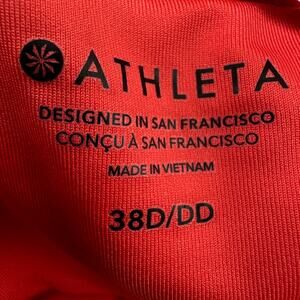 ATHLETA
DESIGNED IN SAN FRANCISCO
CONÇU À SAN FRANCISCO
MADE IN VIETNAM
38D/DD